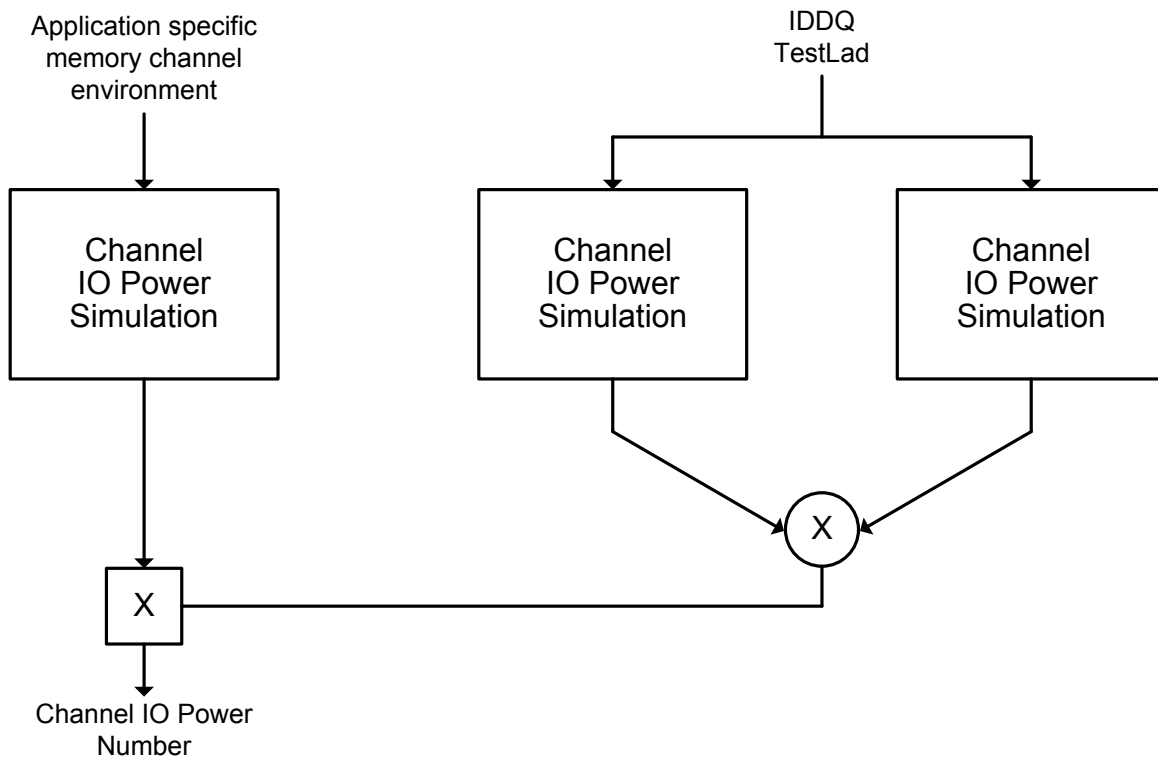 Application specific
memory channel
environment
IDDQ
TestLad
Channel
IO Power
Simulation
Channel
IO Power
Simulation
Channel
IO Power
Simulation
X
X
Channel IO Power
Number